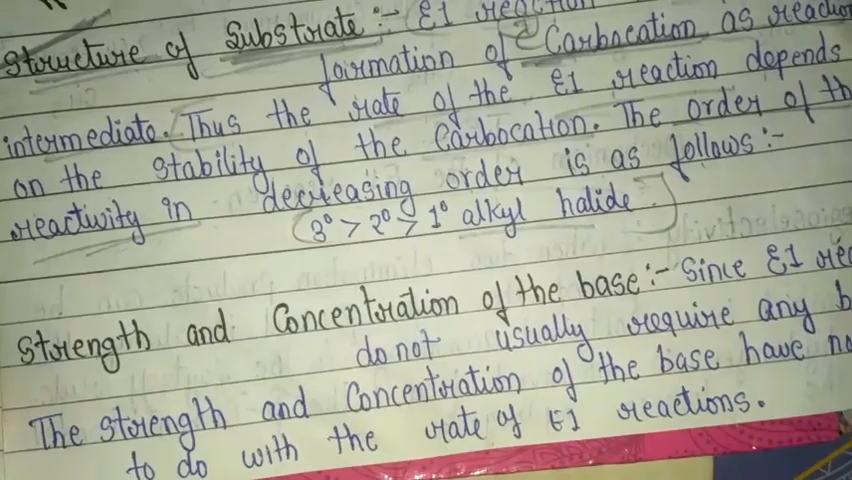 Structure of Substrate :- E1 reaction
formation of Carbocation as reaction
intermediate. Thus the rate of the E1 reaction depends
on the stability of the Carbocation. The order of th
reactivity in decreasing order is as follows :-
(3° > 2° > 1° alkyl halide.)
Strength and Concentration of the base :- Since E1 rea
do not usually require any b
The strength and Concentration of the base have no
to do with the rate of E1 reactions.